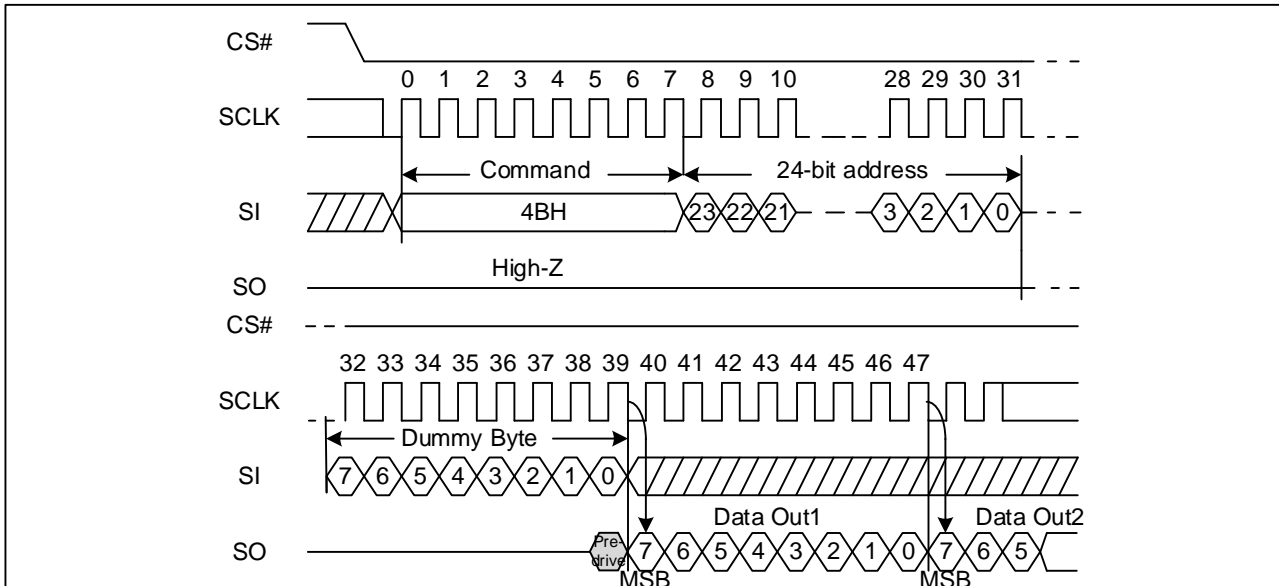 CS#
0 1 2 3 4 5 6 7 8 9 10 28 29 30 31
SCLK
Command 24-bit address
SI 4BH 23 22 21 3 2 1 0
High-Z
SO
CS#
32 33 34 35 36 37 38 39 40 41 42 43 44 45 46 47
SCLK
Dummy Byte
SI 7 6 5 4 3 2 1 0
Data Out1 Data Out2
SO Pre-drive 7 6 5 4 3 2 1 0 7 6 5
MSB MSB